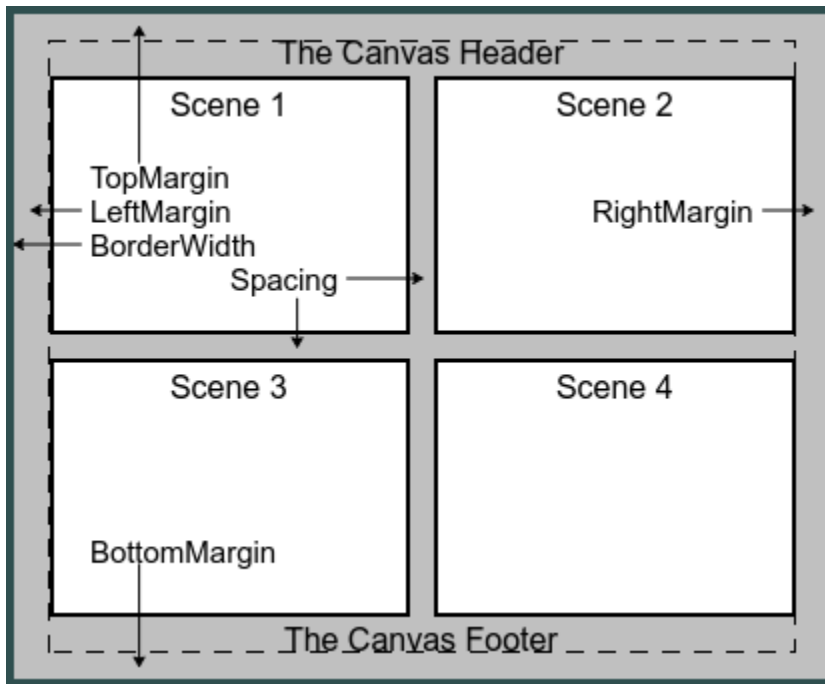 The Canvas Header
Scene 1
Scene 2
TopMargin
LeftMargin
RightMargin
BorderWidth
Spacing
Scene 3
Scene 4
BottomMargin
The Canvas Footer